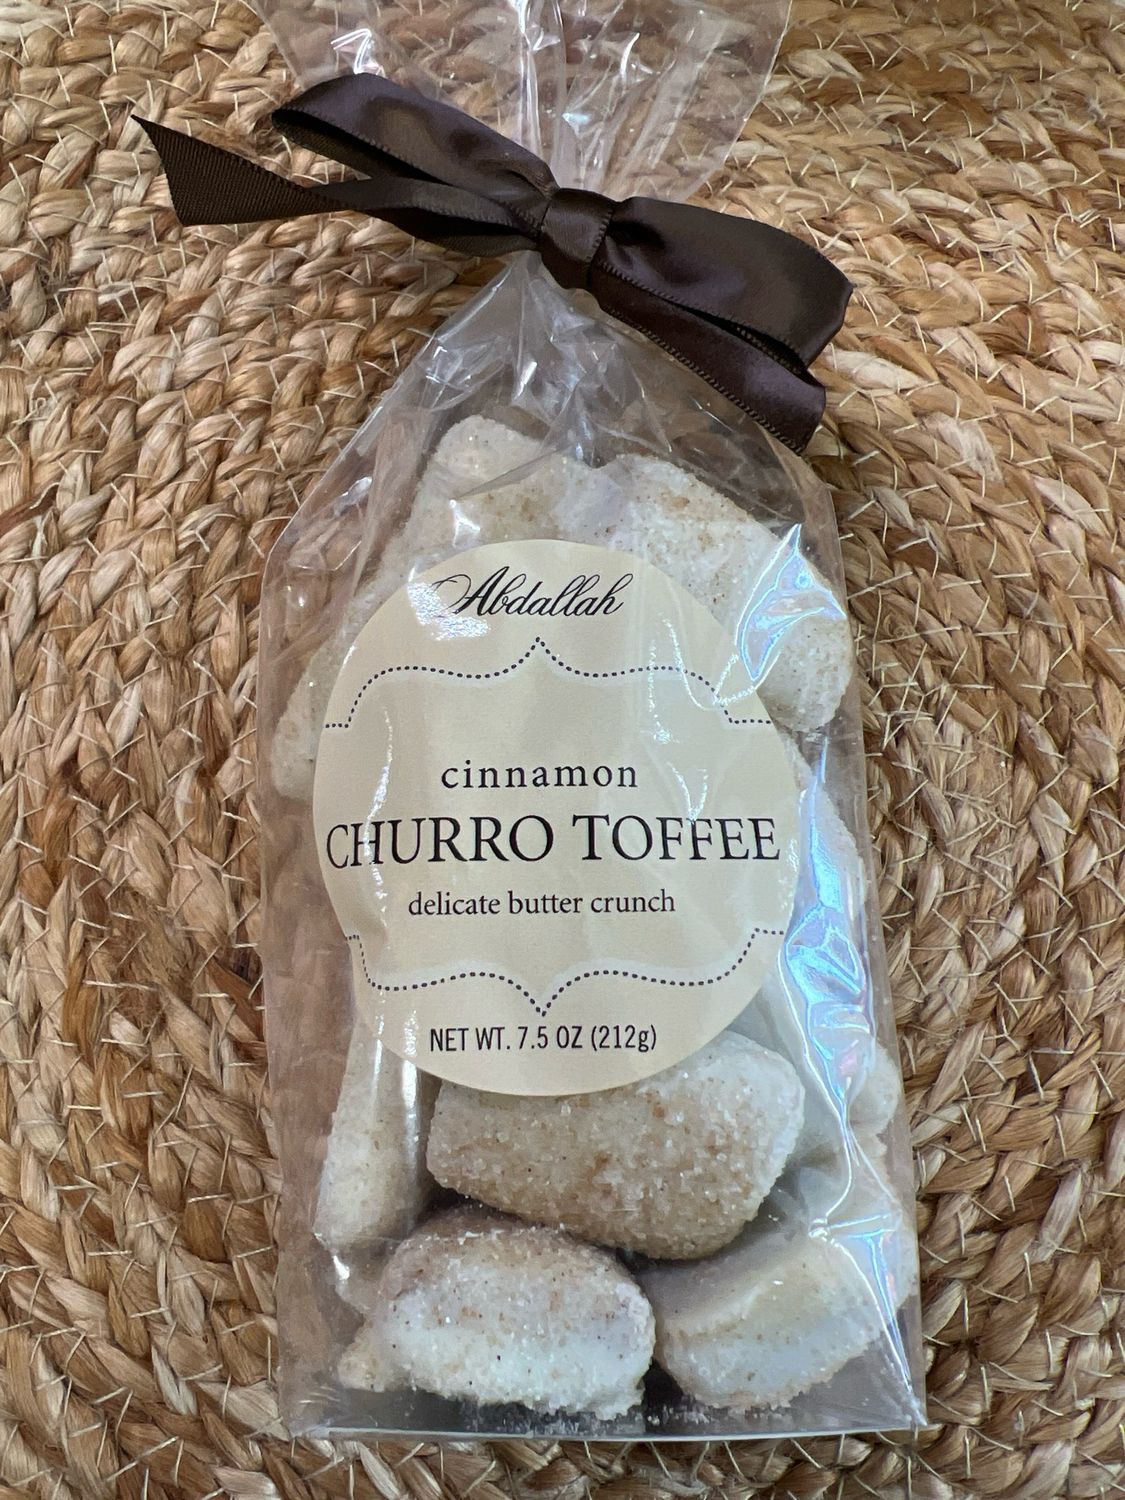 Abdallah
cinnamon
CHURRO TOFFEE
delicate butter crunch
NET WT. 7.5 OZ (212g)